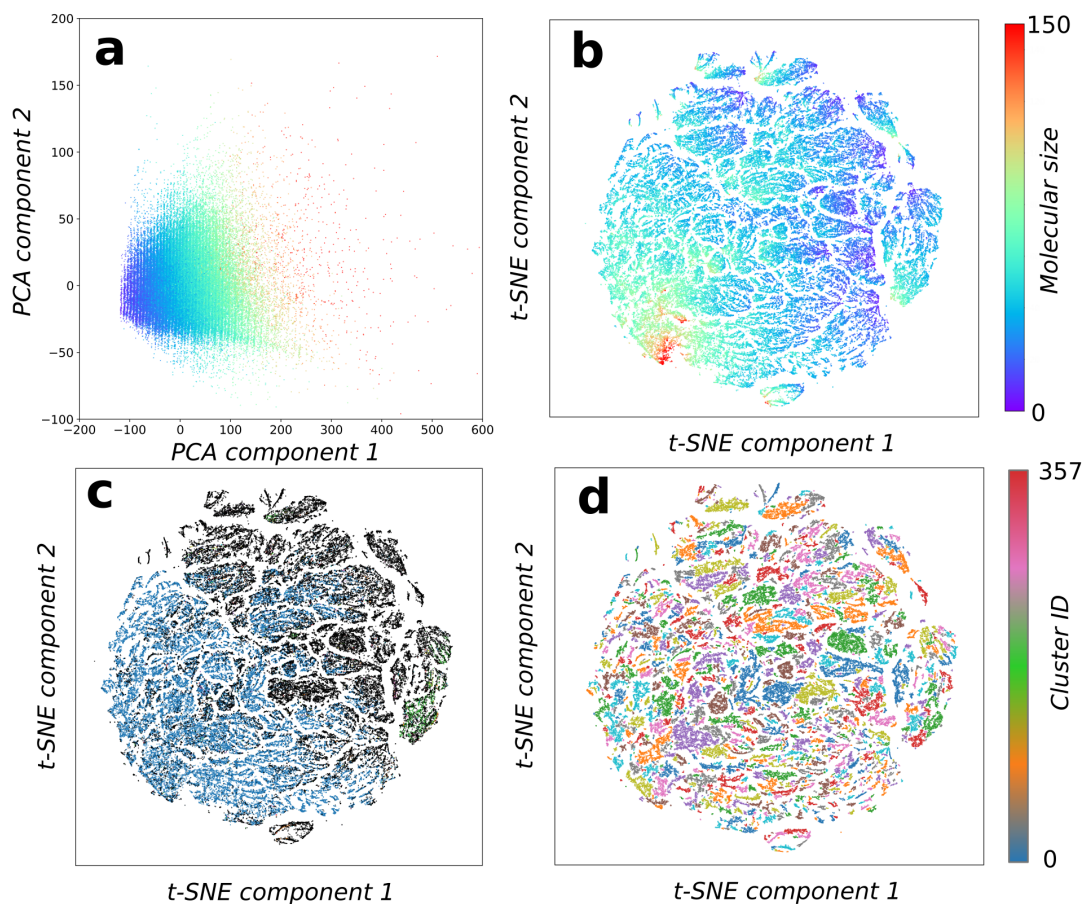 a
200
150
100
50
0
−50
−100
−200
−100
0
100
200
300
400
500
600
PCA component 2
PCA component 1
b
t-SNE component 2
t-SNE component 1
150
Molecular size
0
c
t-SNE component 2
t-SNE component 1
d
t-SNE component 2
t-SNE component 1
357
Cluster ID
0